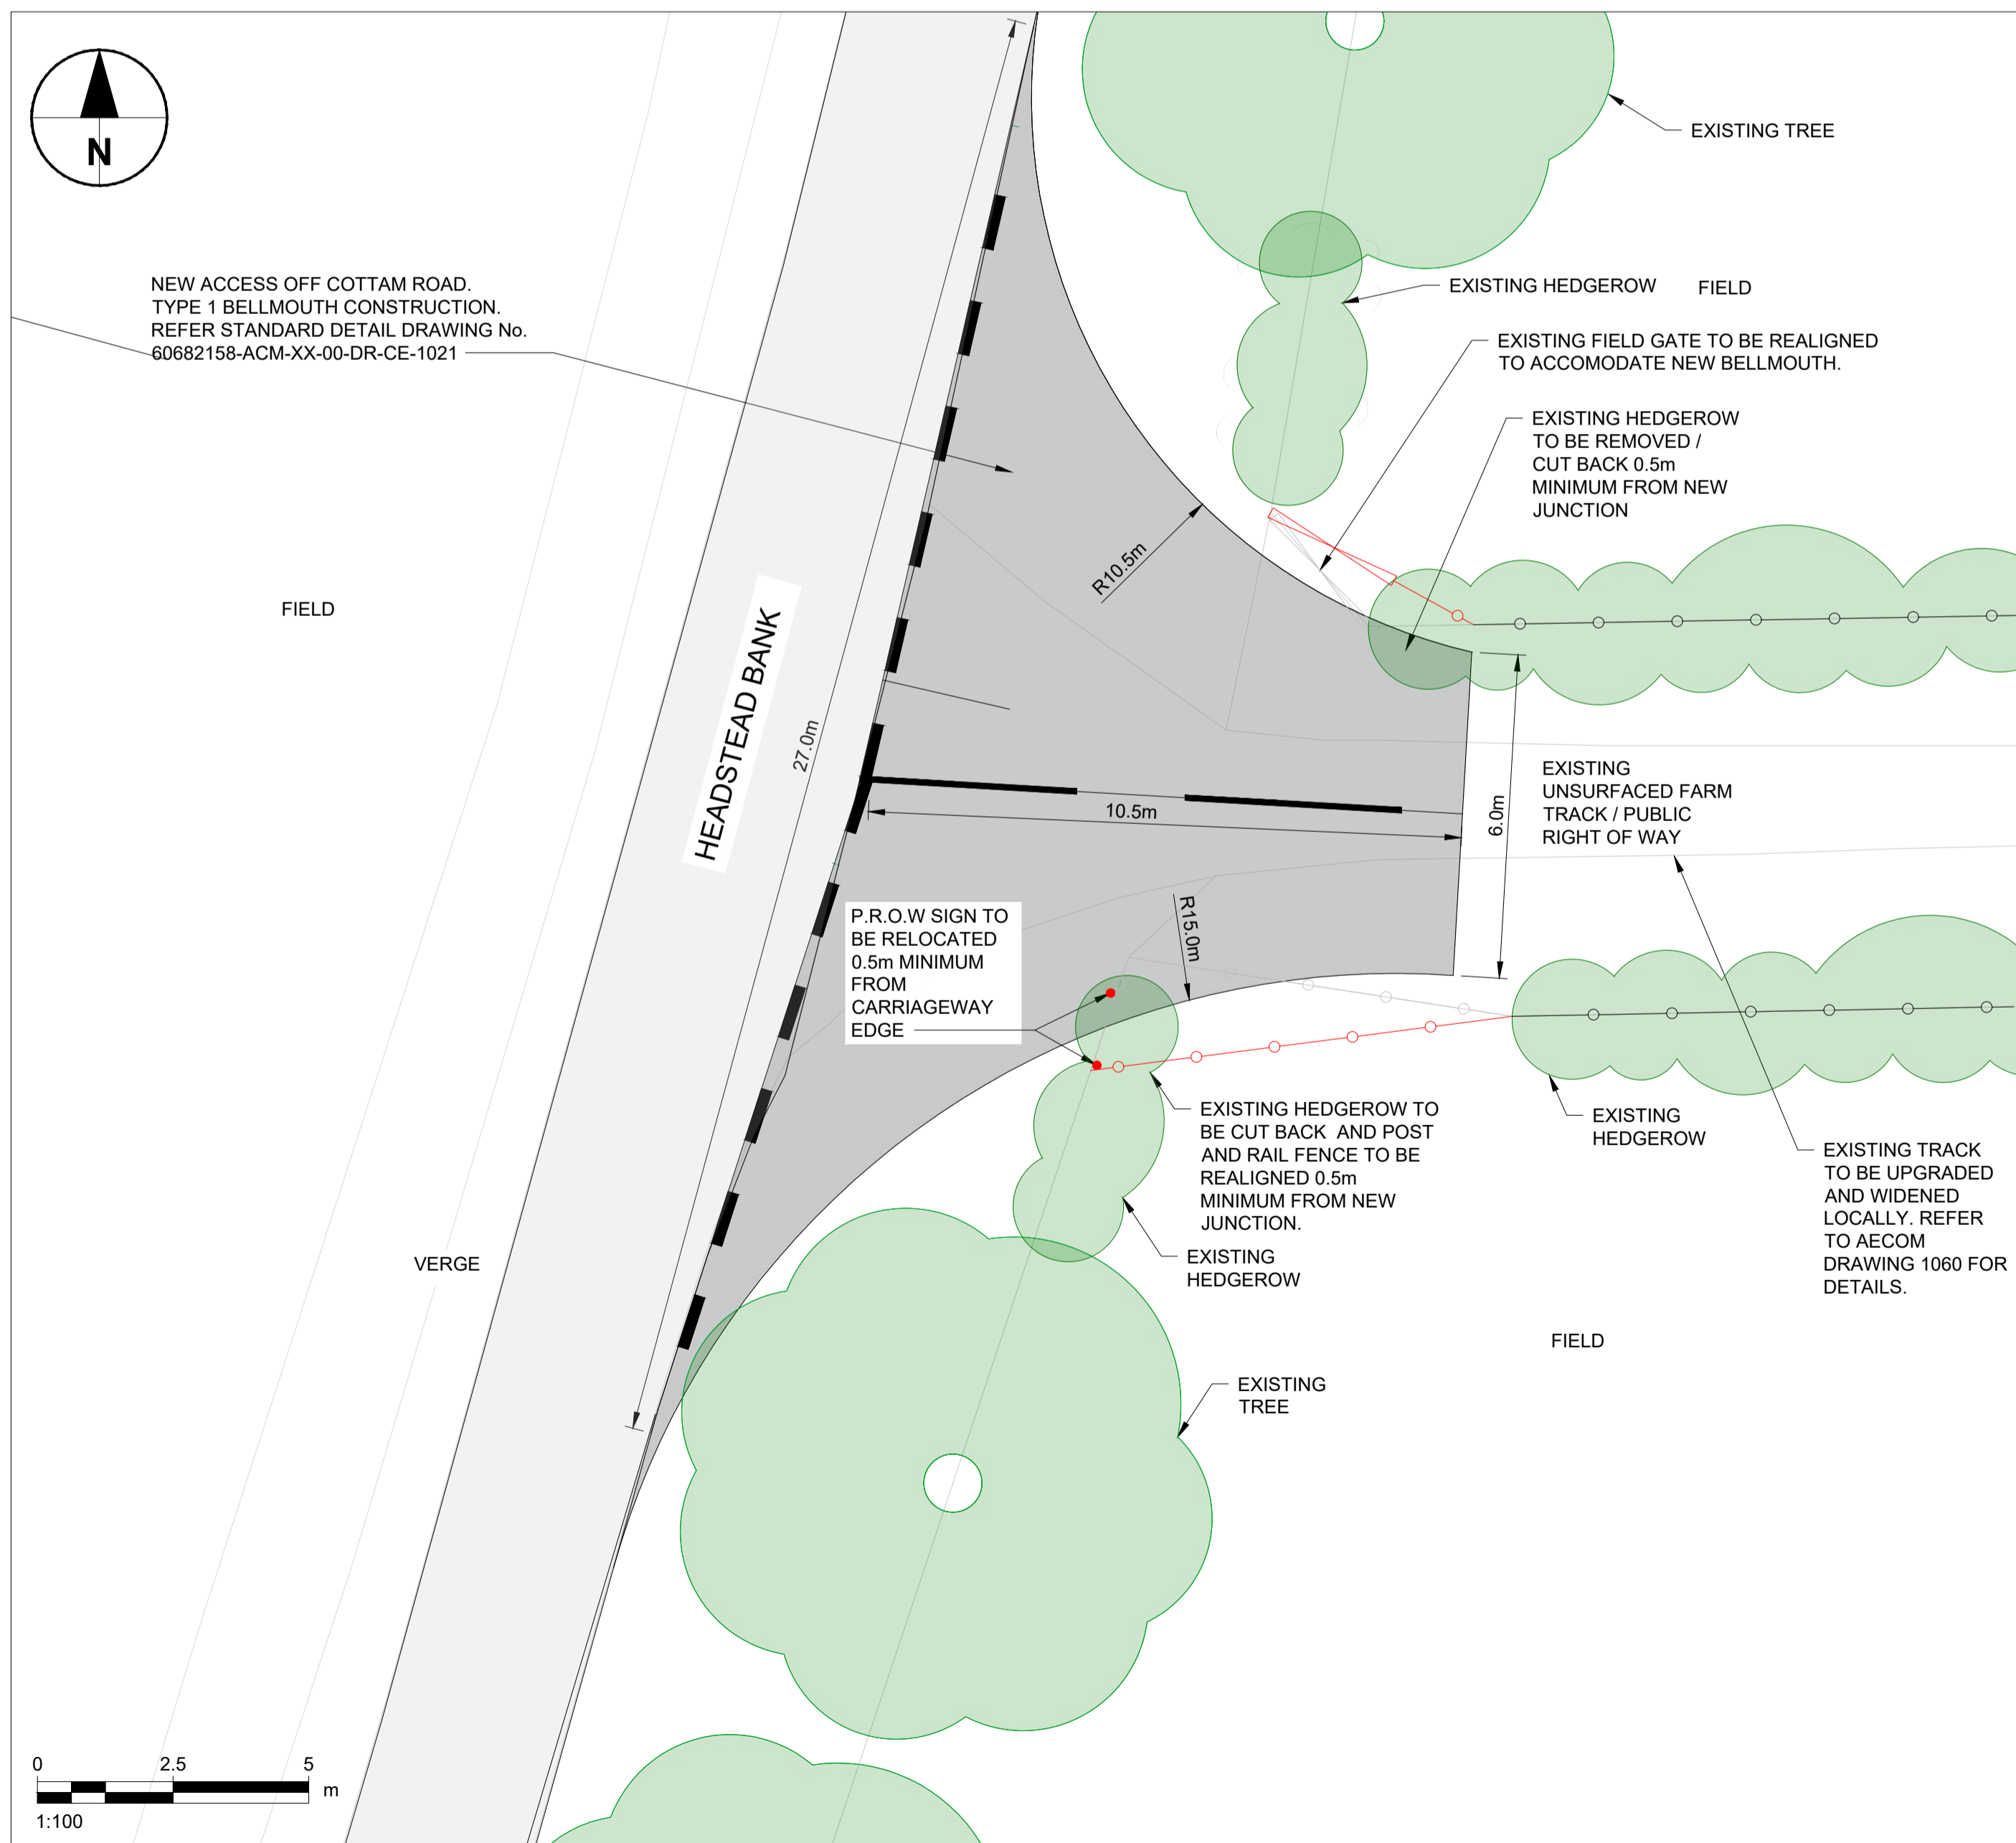 N
EXISTING TREE
NEW ACCESS OFF COTTAM ROAD.
TYPE 1 BELLMOUTH CONSTRUCTION.
REFER STANDARD DETAIL DRAWING No.
60682158-ACM-XX-00-DR-CE-1021
EXISTING HEDGEROW
FIELD
EXISTING FIELD GATE TO BE REALIGNED
TO ACCOMODATE NEW BELLMOUTH.
EXISTING HEDGEROW
TO BE REMOVED /
CUT BACK 0.5m
MINIMUM FROM NEW
JUNCTION
R10.5m
FIELD
HEADSTEAD BANK
27.0m
10.5m
6.0m
EXISTING
UNSURFACED FARM
TRACK / PUBLIC
RIGHT OF WAY
P.R.O.W SIGN TO
BE RELOCATED
0.5m MINIMUM
FROM
CARRIAGEWAY
EDGE
R15.0m
EXISTING HEDGEROW TO
BE CUT BACK AND POST
AND RAIL FENCE TO BE
REALIGNED 0.5m
MINIMUM FROM NEW
JUNCTION.
EXISTING
HEDGEROW
EXISTING
HEDGEROW
EXISTING TRACK
TO BE UPGRADED
AND WIDENED
LOCALLY. REFER
TO AECOM
DRAWING 1060 FOR
DETAILS.
VERGE
FIELD
EXISTING
TREE
0 2.5 5
m
1:100